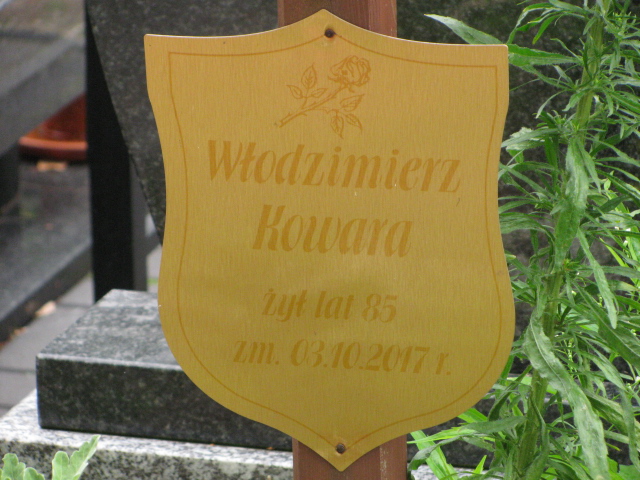 Włodzimierz
Kowara
żył lat 85
zm. 03.10.2017 r.